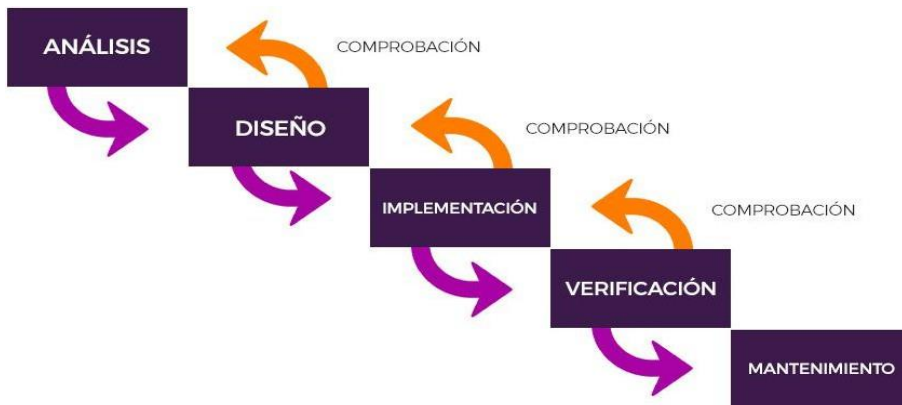 ANÁLISIS
COMPROBACIÓN
DISEÑO
COMPROBACIÓN
IMPLEMENTACIÓN
COMPROBACIÓN
VERIFICACIÓN
MANTENIMIENTO